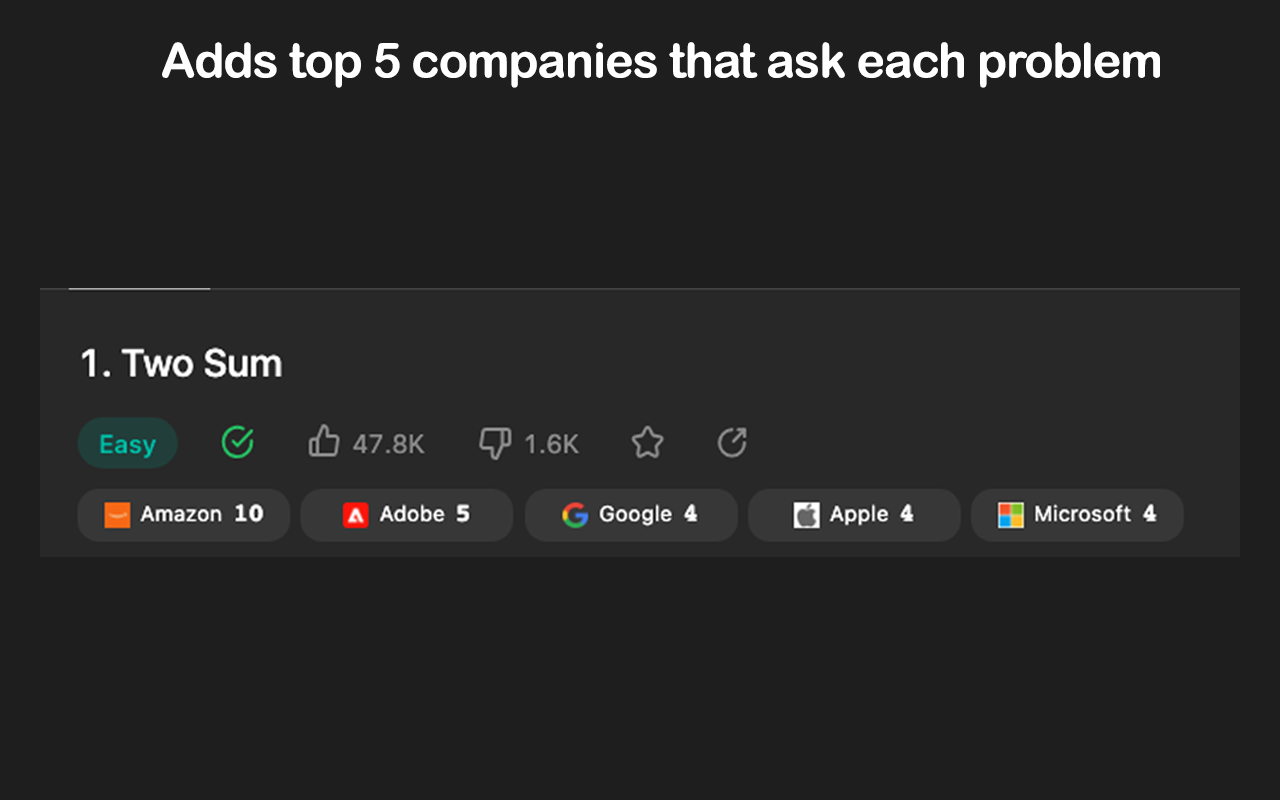 Adds top 5 companies that ask each problem
1. Two Sum
Easy 47.8K 1.6K
Amazon 10 Adobe 5 Google 4 Apple 4 Microsoft 4